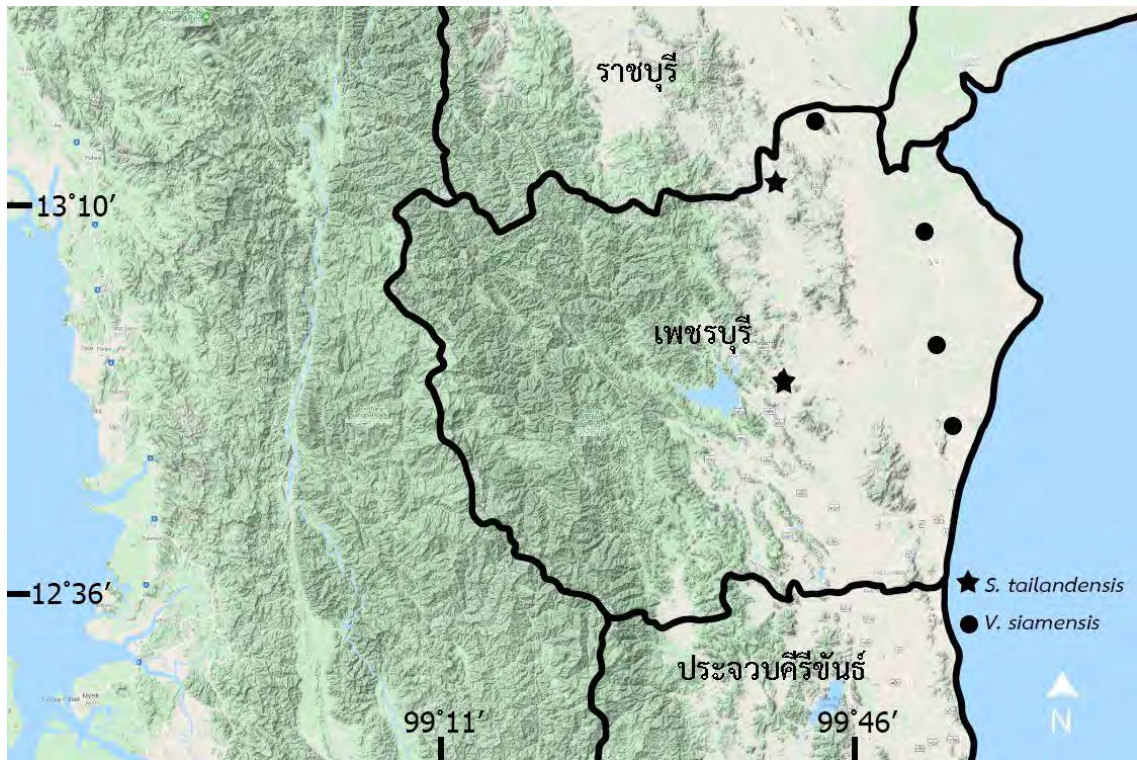 ราชบุรี
13°10′
เพชรบุรี
12°36′
S. tailandensis
V. siamensis
ประจวบคีรีขันธ์
99°11′
99°46′
N